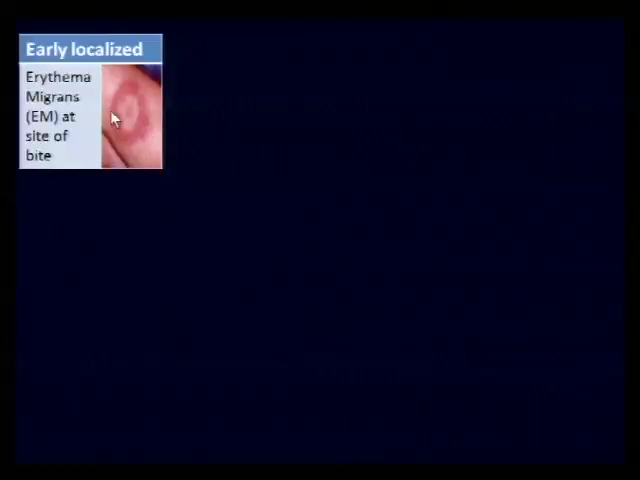 Early localized
Erythema
Migrans
(EM) at
site of
bite